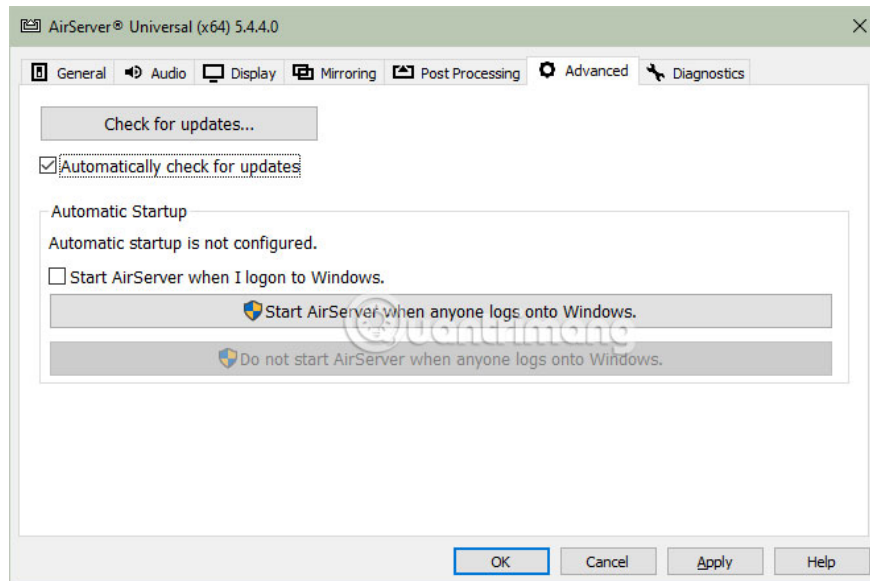 AirServer® Universal (x64) 5.4.4.0
General Audio Display Mirroring Post Processing Advanced Diagnostics
Check for updates...
Automatically check for updates
Automatic Startup
Automatic startup is not configured.
Start AirServer when I logon to Windows.
Start AirServer when anyone logs onto Windows.
Quantrimang
Do not start AirServer when anyone logs onto Windows.
OK Cancel Apply Help